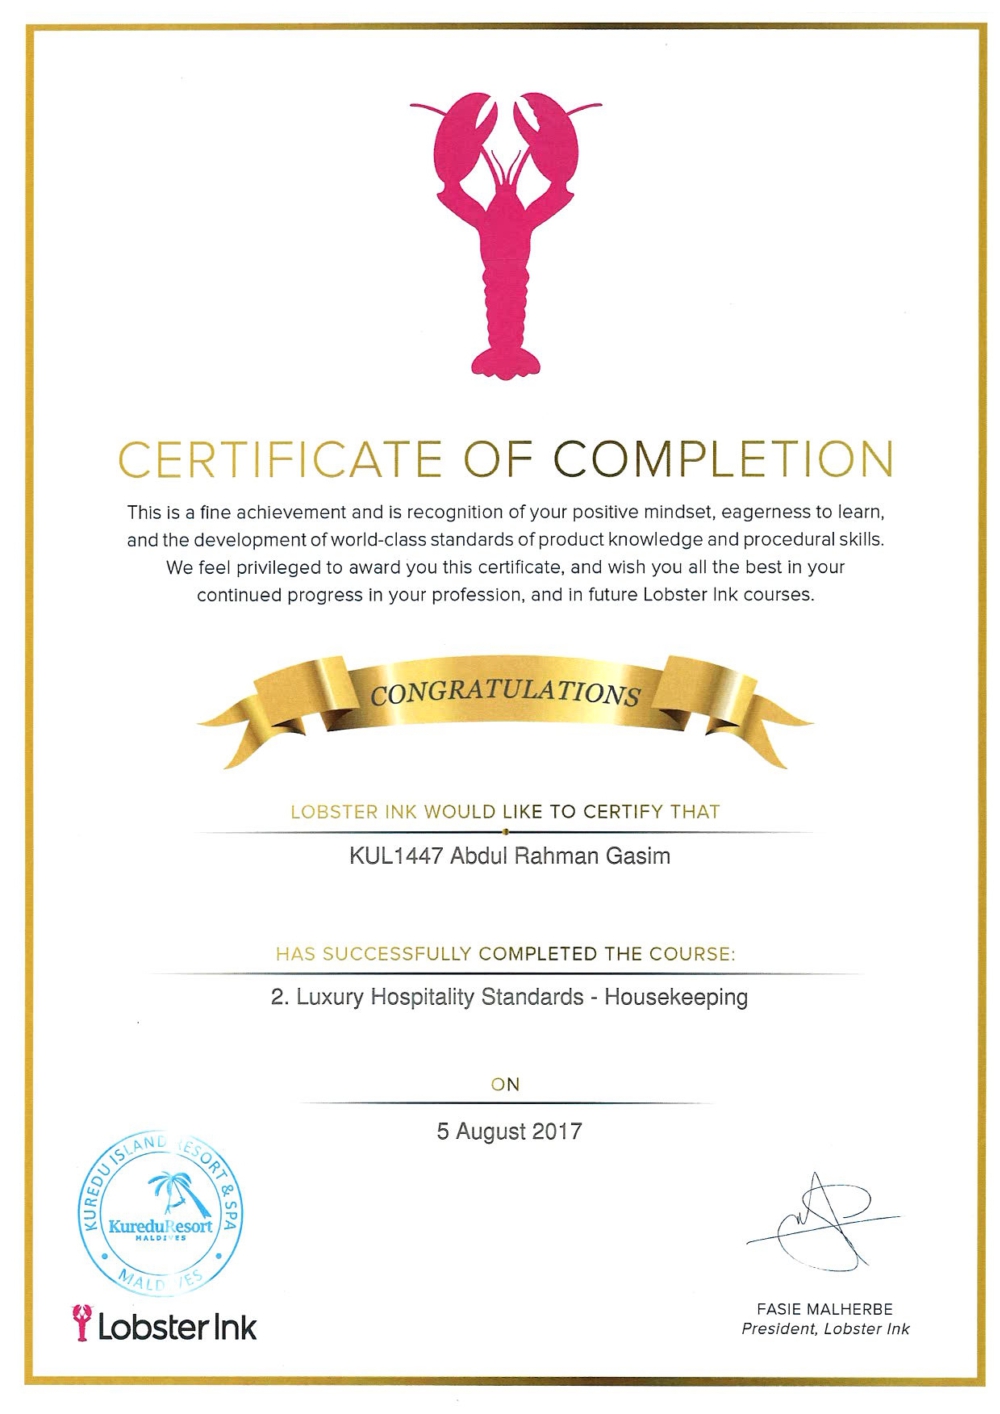 CERTIFICATE OF COMPLETION
This is a fine achievement and is recognition of your positive mindset, eagerness to learn,
and the development of world-class standards of product knowledge and procedural skills.
We feel privileged to award you this certificate, and wish you all the best in your
continued progress in your profession, and in future Lobster Ink courses.
CONGRATULATIONS
LOBSTER INK WOULD LIKE TO CERTIFY THAT
KUL1447 Abdul Rahman Gasim
HAS SUCCESSFULLY COMPLETED THE COURSE:
2. Luxury Hospitality Standards - Housekeeping
ON
5 August 2017
KUREDU ISLAND RESORT & SPA
KureduResort
MALDIVES
MALDIVES
Lobster Ink
FASIE MALHERBE
President, Lobster Ink